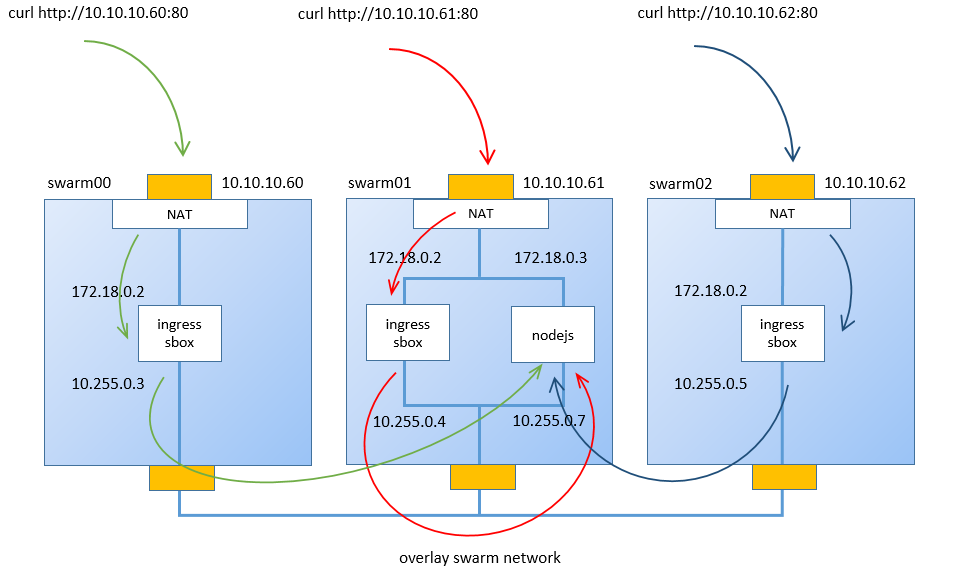 curl http://10.10.10.60:80
curl http://10.10.10.61:80
curl http://10.10.10.62:80
swarm00
10.10.10.60
NAT
172.18.0.2
ingress
sbox
10.255.0.3
swarm01
10.10.10.61
NAT
172.18.0.2
172.18.0.3
ingress
sbox
nodejs
10.255.0.4
10.255.0.7
swarm02
10.10.10.62
NAT
172.18.0.2
ingress
sbox
10.255.0.5
overlay swarm network